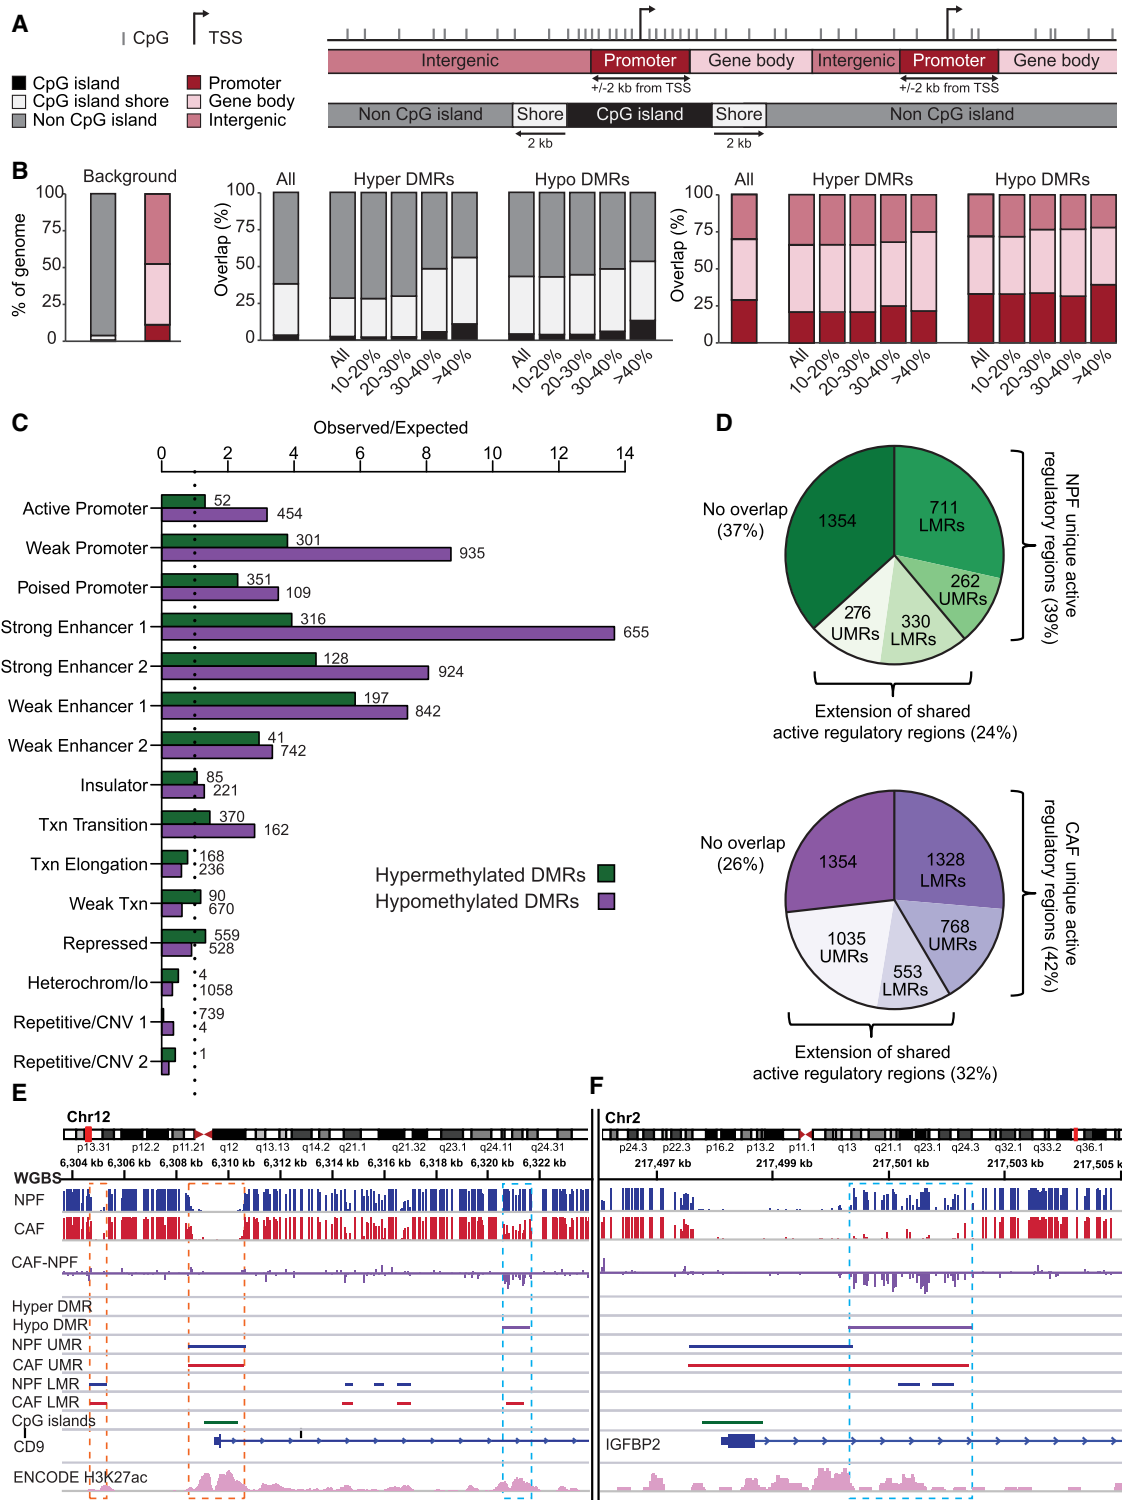 A
CpG
TSS
CpG island
CpG island shore
Non CpG island
Promoter
Gene body
Intergenic
Intergenic
Promoter
Gene body
Intergenic
Promoter
Gene body
+/-2 kb from TSS
+/-2 kb from TSS
Non CpG island
Shore
CpG island
Shore
Non CpG island
2 kb
2 kb
B
Background
All
Hyper DMRs
Hypo DMRs
All
Hyper DMRs
Hypo DMRs
% of genome
100
75
50
25
0
Overlap (%)
100
75
50
25
0
All
10-20%
20-30%
30-40%
>40%
All
10-20%
20-30%
30-40%
>40%
Overlap (%)
100
75
50
25
0
All
10-20%
20-30%
30-40%
>40%
All
10-20%
20-30%
30-40%
>40%
C
Observed/Expected
0 2 4 6 8 10 12 14
Active Promoter 52 454
Weak Promoter 301 935
Poised Promoter 351 109
Strong Enhancer 1 316 655
Strong Enhancer 2 128 924
Weak Enhancer 1 197 842
Weak Enhancer 2 41 742
Insulator 85 221
Txn Transition 370 162
Txn Elongation 168 236
Weak Txn 90 670
Repressed 559 528
Heterochrom/lo 4 1058
Repetitive/CNV 1 739 4
Repetitive/CNV 2 1
Hypermethylated DMRs
Hypomethylated DMRs
D
No overlap
(37%)
1354
711
LMRs
262
UMRs
330
LMRs
276
UMRs
NPF unique active
regulatory regions (39%)
Extension of shared
active regulatory regions (24%)
No overlap
(26%)
1354
1328
LMRs
768
UMRs
553
LMRs
1035
UMRs
CAF unique active
regulatory regions (42%)
Extension of shared
active regulatory regions (32%)
E
Chr12
p13.31 p12.2 p11.21 q12 q13.13 q14.2 q21.1 q21.32 q23.1 q24.11 q24.31
6,304 kb 6,306 kb 6,308 kb 6,310 kb 6,312 kb 6,314 kb 6,316 kb 6,318 kb 6,320 kb 6,322 kb
WGBS
NPF
CAF
CAF-NPF
Hyper DMR
Hypo DMR
NPF UMR
CAF UMR
NPF LMR
CAF LMR
CpG islands
CD9
ENCODE H3K27ac
F
Chr2
p24.3 p22.3 p16.2 p13.2 p11.1 q13 q21.1 q23.1 q24.3 q32.1 q33.2 q36.1
217,497 kb 217,499 kb 217,501 kb 217,503 kb 217,505 k
IGFBP2